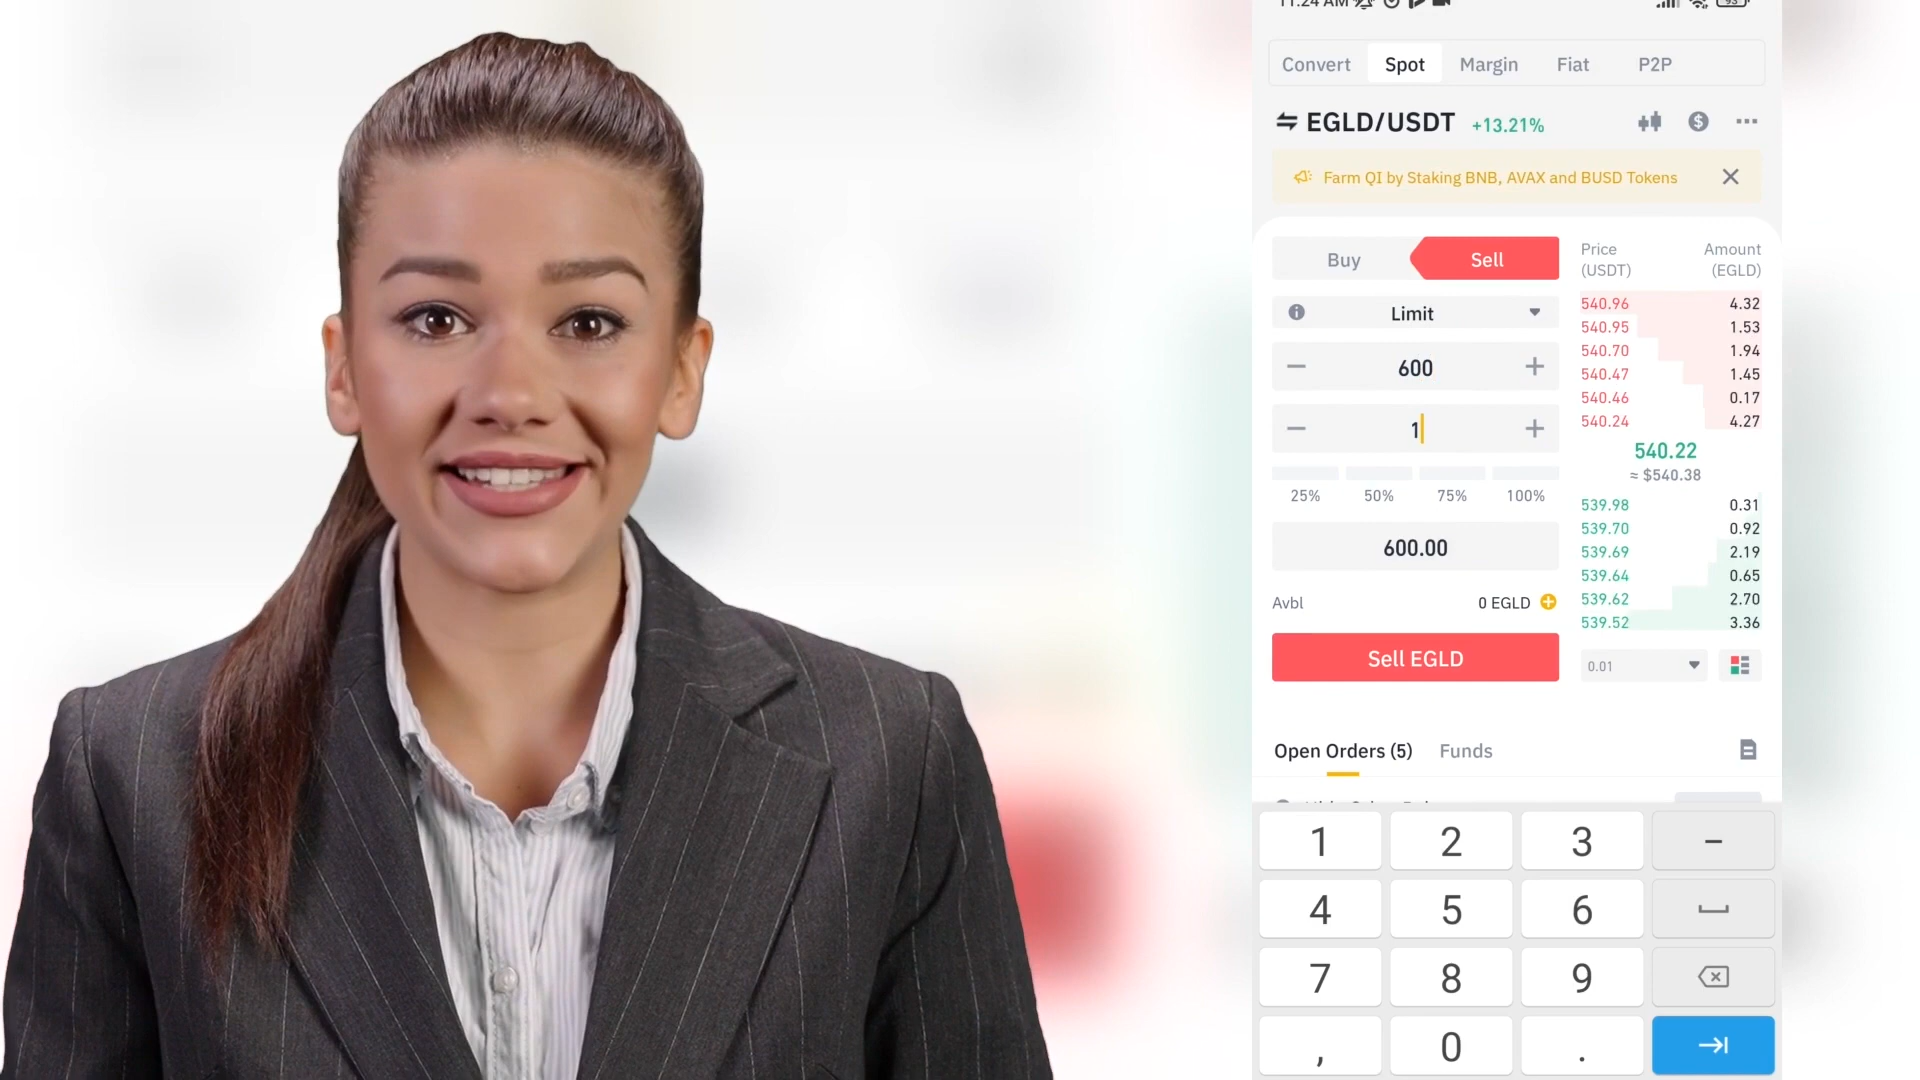 11:24 AM
93
Convert Spot Margin Fiat P2P
EGLD/USDT +13.21%
Farm QI by Staking BNB, AVAX and BUSD Tokens
Buy Sell
Limit
600
1
25% 50% 75% 100%
600.00
Avbl 0 EGLD
Sell EGLD
Price Amount
(USDT) (EGLD)
540.96 4.32
540.95 1.53
540.70 1.94
540.47 1.45
540.46 0.17
540.24 4.27
540.22
≈ $540.38
539.98 0.31
539.70 0.92
539.69 2.19
539.64 0.65
539.62 2.70
539.52 3.36
0.01
Open Orders (5) Funds
1 2 3 –
4 5 6
7 8 9
, 0 .